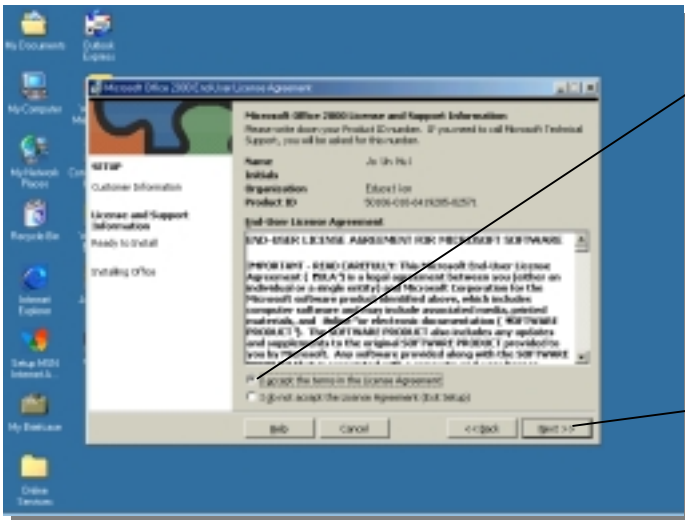 My Documents
Outlook
Express
Microsoft Office 2000 End-User License Agreement
My Computer
My Network
Places
Recycle Bin
Internet
Explorer
Setup MSN
Internet A...
My Briefcase
Online
Services
SETUP
Customer Information
License and Support
Information
Ready to Install
Installing Office
Microsoft Office 2000 License and Support Information
Please write down your Product ID number. If you need to call Microsoft Technical
Support, you will be asked for this number.
Name
Initials
Organization
Product ID
End-User License Agreement
END-USER LICENSE AGREEMENT FOR MICROSOFT SOFTWARE
IMPORTANT - READ CAREFULLY: This Microsoft End-User License
Agreement ("EULA") is a legal agreement between you (either an
individual or a single entity) and Microsoft Corporation for the
Microsoft software product identified above, which includes
computer software and may include associated media, printed
materials, and "online" or electronic documentation ("SOFTWARE
PRODUCT"). The SOFTWARE PRODUCT also includes any updates
and supplements to the original SOFTWARE PRODUCT provided to
you by Microsoft. Any software provided along with the SOFTWARE
I accept the terms in the License Agreement
I do not accept the License Agreement (Exit Setup)
Help
Cancel
<< Back
Next >>